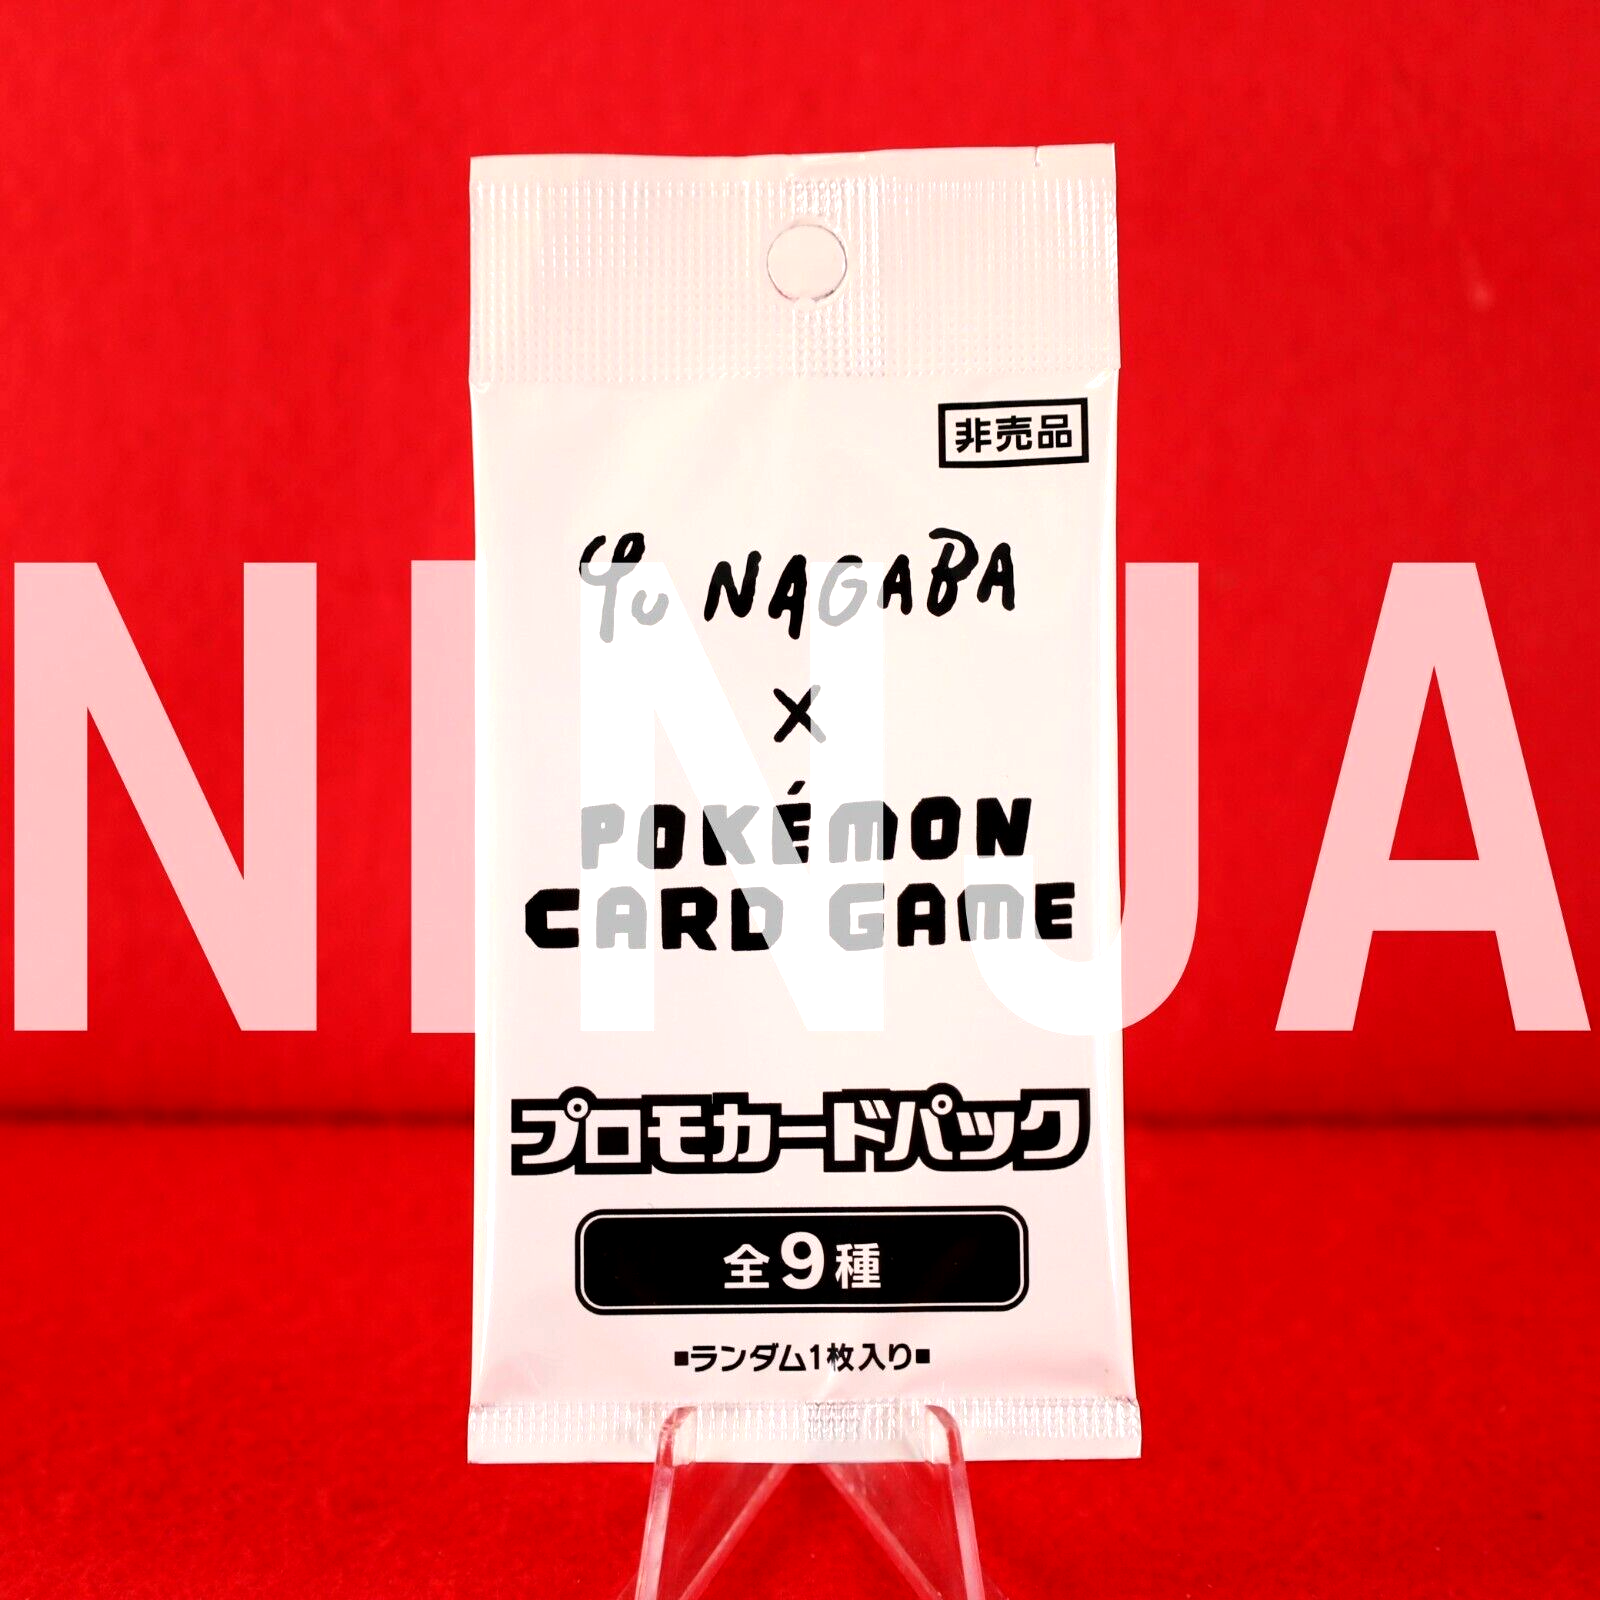 非売品
Yu NAGABA
×
POKÉMON
CARD GAME
NINJA
プロモカードパック
全9種
■ランダム1枚入り■